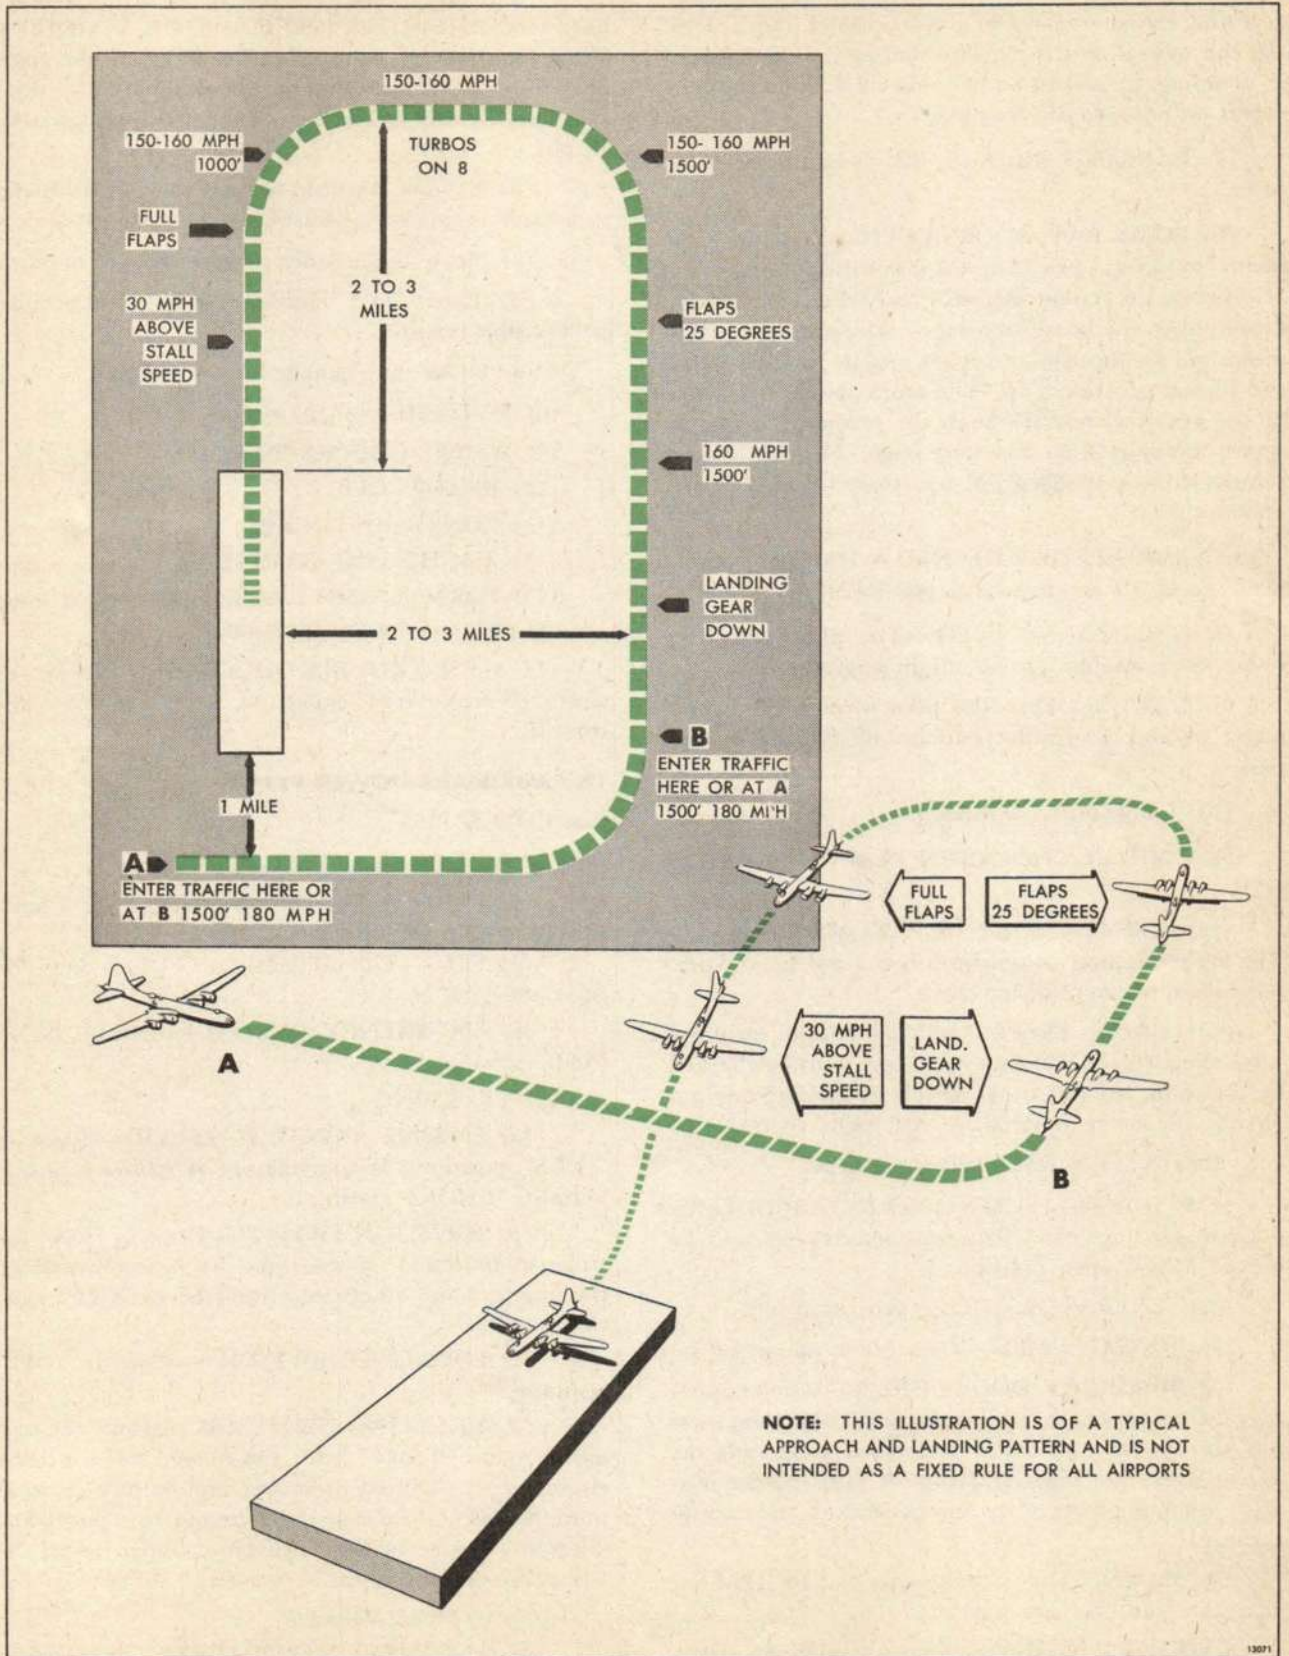 150-160 MPH
150-160 MPH
1000'
TURBOS
ON 8
150- 160 MPH
1500'
FULL
FLAPS
2 TO 3
MILES
30 MPH
ABOVE
STALL
SPEED
FLAPS
25 DEGREES
160 MPH
1500'
LANDING
GEAR
DOWN
2 TO 3 MILES
B
ENTER TRAFFIC
HERE OR AT A
1500' 180 MPH
1 MILE
A
ENTER TRAFFIC HERE OR
AT B 1500' 180 MPH
FULL
FLAPS
FLAPS
25 DEGREES
30 MPH
ABOVE
STALL
SPEED
LAND.
GEAR
DOWN
A
B
NOTE: THIS ILLUSTRATION IS OF A TYPICAL
APPROACH AND LANDING PATTERN AND IS NOT
INTENDED AS A FIXED RULE FOR ALL AIRPORTS
13071